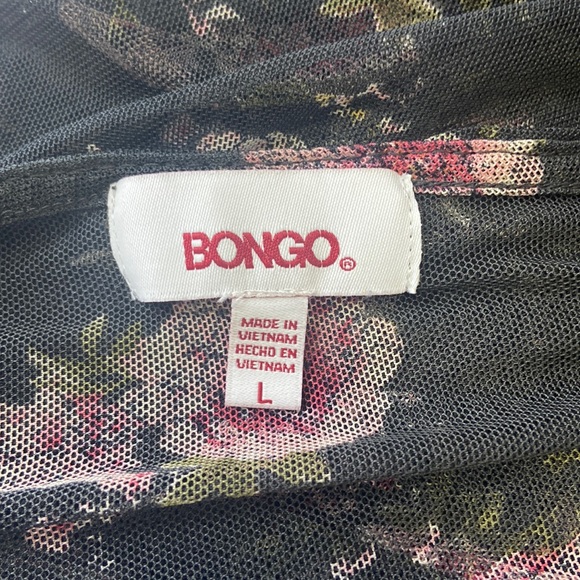 BONGO®
MADE IN
VIETNAM
HECHO EN
VIETNAM
L